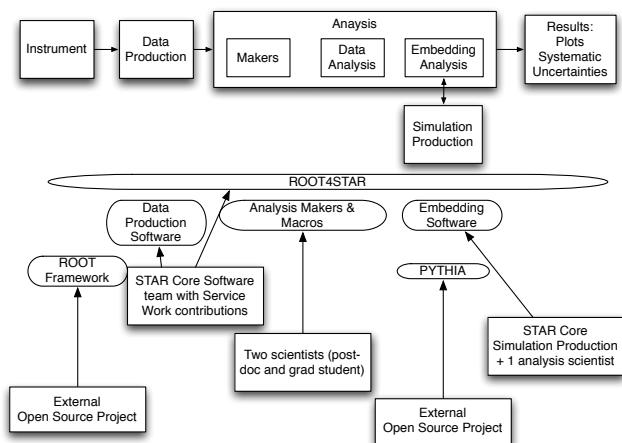 Anaysis
Instrument
Data
Production
Makers
Data
Analysis
Embedding
Analysis
Results:
Plots
Systematic
Uncertainties
Simulation
Production
ROOT4STAR
Data
Production
Software
Analysis Makers &
Macros
Embedding
Software
ROOT
Framework
STAR Core Software
team with Service
Work contributions
PYTHIA
Two scientists (post-
doc and grad student)
STAR Core
Simulation Production
+ 1 analysis scientist
External
Open Source Project
External
Open Source Project